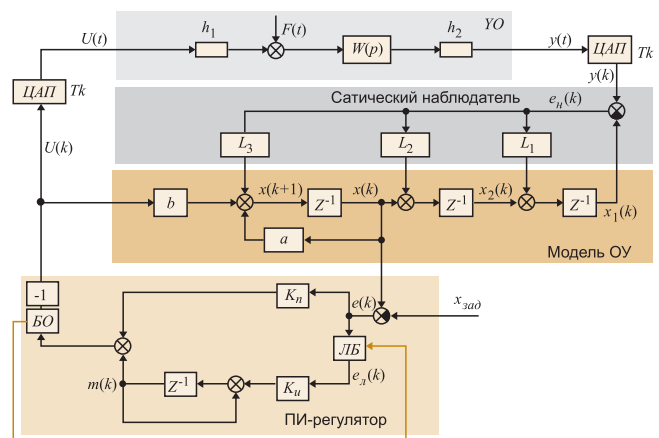 U(t)
h1
F(t)
W(p)
h2
УО
y(t)
ЦАП
Tk
y(k)
ЦАП
Tk
U(k)
Сатический наблюдатель
eн(k)
L3
L2
L1
b
x(k+1)
Z-1
x(k)
Z-1
x2(k)
Z-1
x1(k)
a
Модель ОУ
-1
БО
Kп
e(k)
xзад
ЛБ
eл(k)
m(k)
Z-1
Kи
ПИ-регулятор